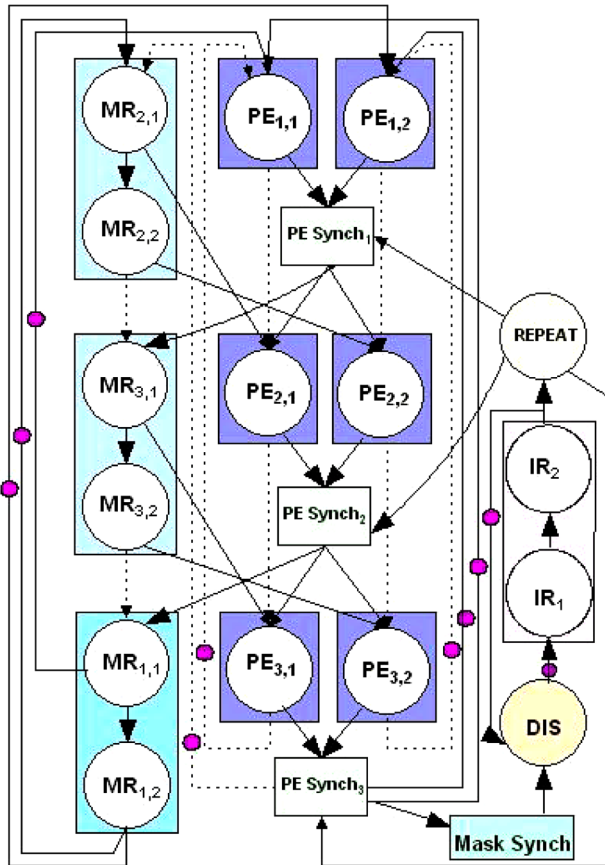 MR2,1
PE1,1
PE1,2
MR2,2
PE Synch1
REPEAT
MR3,1
PE2,1
PE2,2
IR2
MR3,2
PE Synch2
IR1
MR1,1
PE3,1
PE3,2
DIS
MR1,2
PE Synch3
Mask Synch